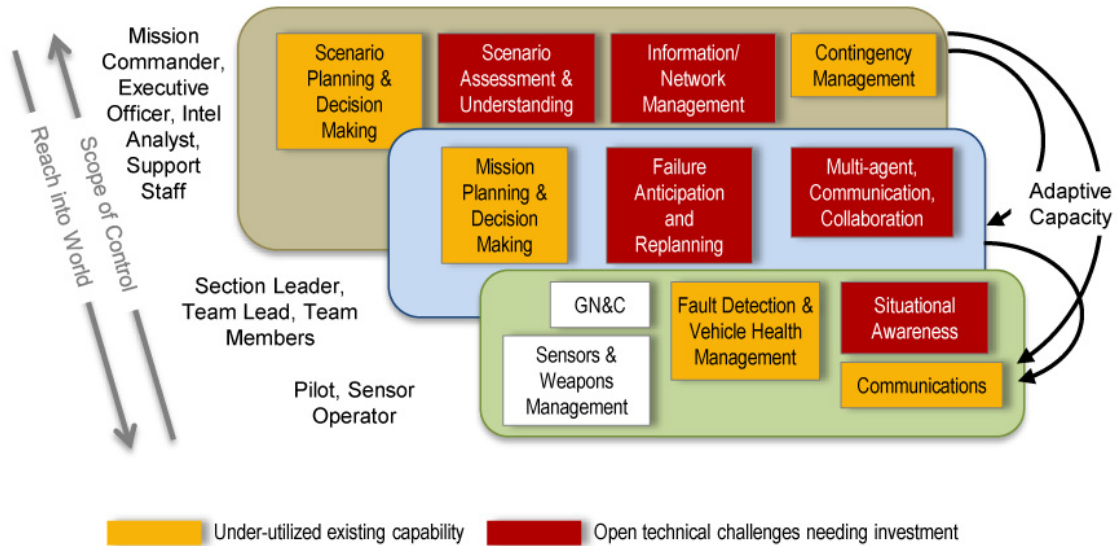 Mission
Commander,
Executive
Officer, Intel
Analyst,
Support
Staff
Scope of Control
Reach into World
Scenario
Planning &
Decision
Making
Scenario
Assessment &
Understanding
Information/
Network
Management
Contingency
Management
Mission
Planning &
Decision
Making
Failure
Anticipation
and
Replanning
Multi-agent,
Communication,
Collaboration
Adaptive
Capacity
Section Leader,
Team Lead, Team
Members
GN&C
Fault Detection &
Vehicle Health
Management
Situational
Awareness
Sensors &
Weapons
Management
Communications
Pilot, Sensor
Operator
Under-utilized existing capability
Open technical challenges needing investment